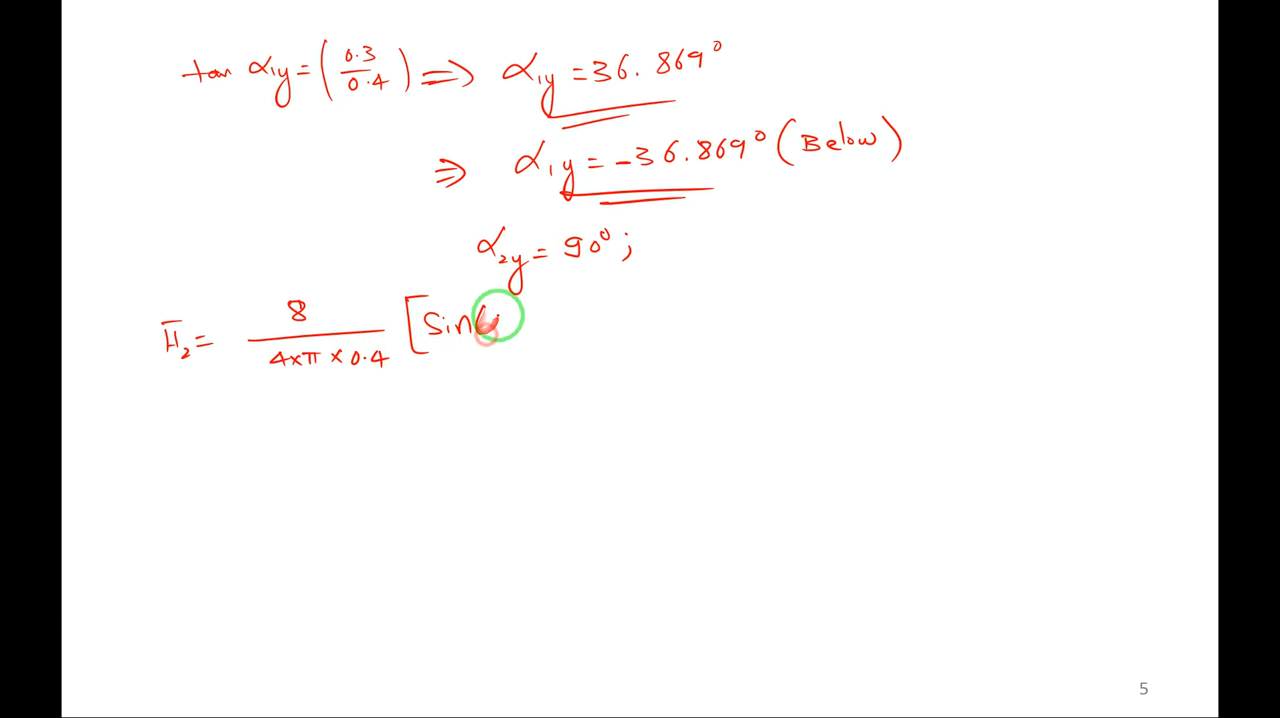 tan α₁y = (0.3/0.4) ⟹ α₁y = 36.869°
⇒ α₁y = -36.869° (Below)
α₂y = 90° ;
H̄₂ = 8/(4×π×0.4) [Sin
5